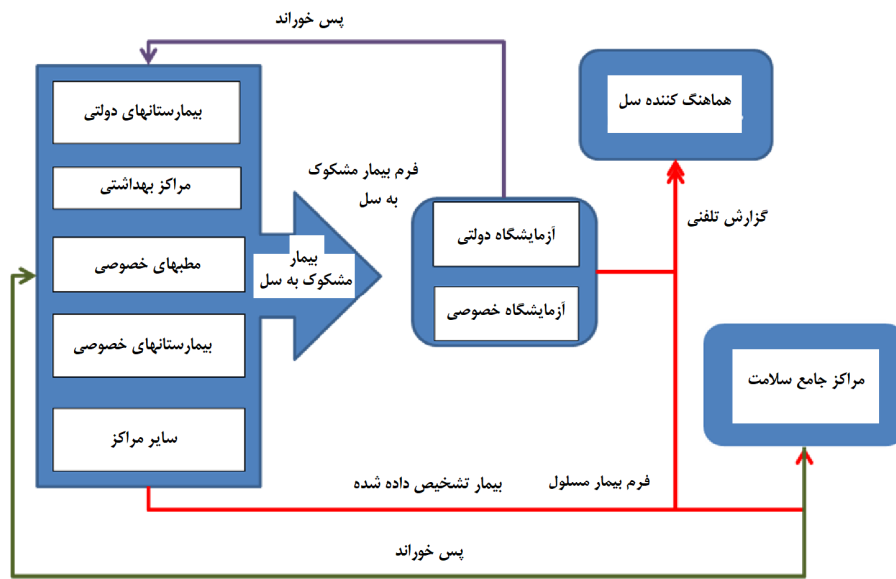 پس خوراند
بیمارستانهای دولتی
مراکز بهداشتی
مطبهای خصوصی
بیمارستانهای خصوصی
سایر مراکز
بیمار
مشکوک به سل
فرم بیمار مشکوک
به سل
آزمایشگاه دولتی
آزمایشگاه خصوصی
هماهنگ کننده سل
گزارش تلفنی
مراکز جامع سلامت
فرم بیمار مسلول
بیمار تشخیص داده شده
پس خوراند